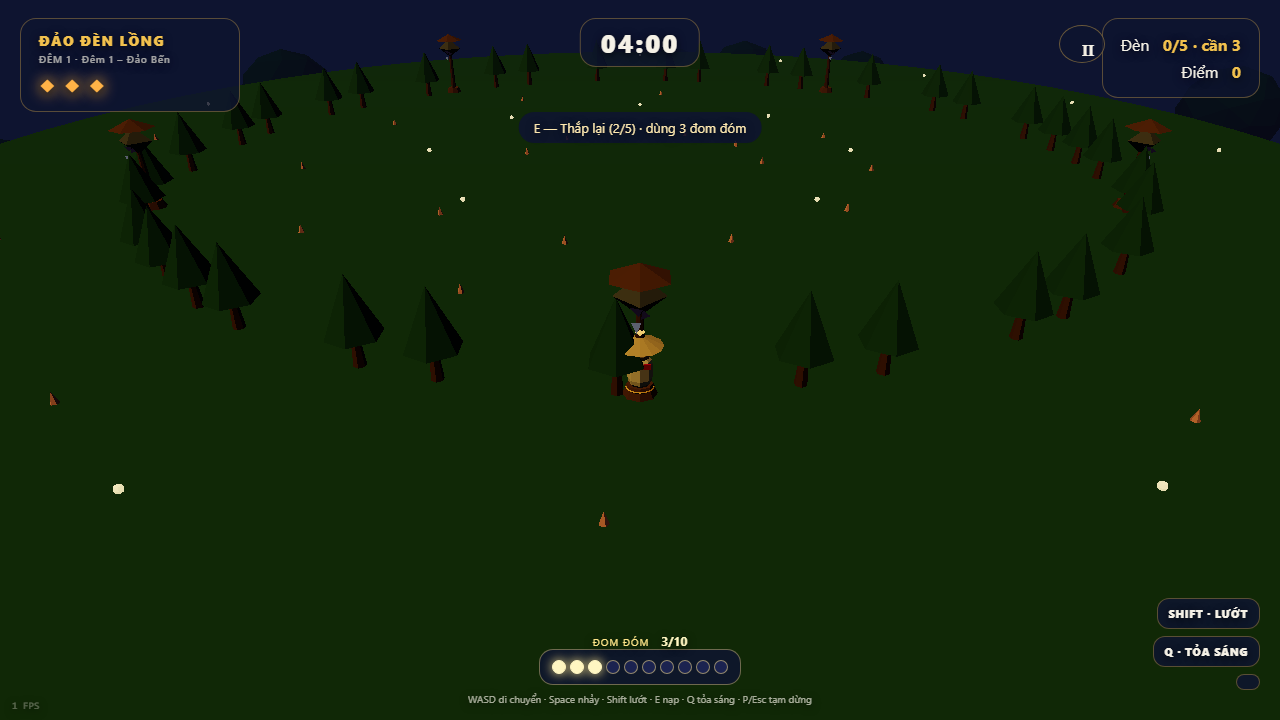 ĐẢO ĐÈN LỒNG
ĐÊM 1 · Đêm 1 — Đảo Bến
04:00
II
Đèn 0/5 · cần 3
Điểm 0
E — Thắp lại (2/5) · dùng 3 đom đóm
SHIFT · LƯỚT
Q · TỎA SÁNG
ĐOM ĐÓM 3/10
WASD di chuyển · Space nhảy · Shift lướt · E nạp · Q tỏa sáng · P/Esc tạm dừng
1 FPS